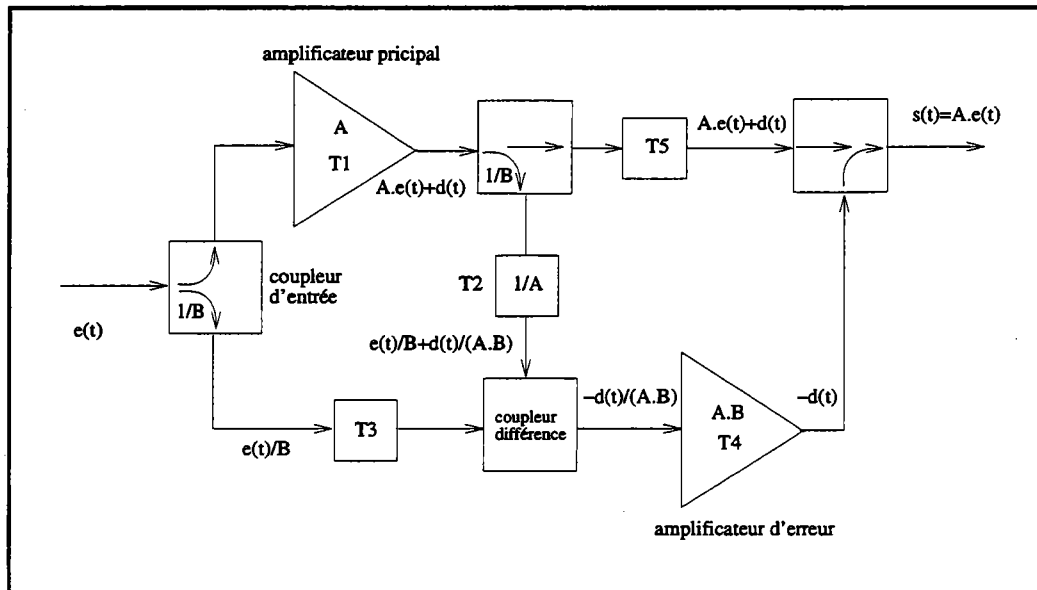 amplificateur pricipal
A
T1
A.e(t)+d(t)
1/B
T5
A.e(t)+d(t)
s(t)=A.e(t)
coupleur
d'entrée
1/B
e(t)
T2
1/A
e(t)/B+d(t)/(A.B)
e(t)/B
T3
coupleur
différence
-d(t)/(A.B)
A.B
T4
-d(t)
amplificateur d'erreur